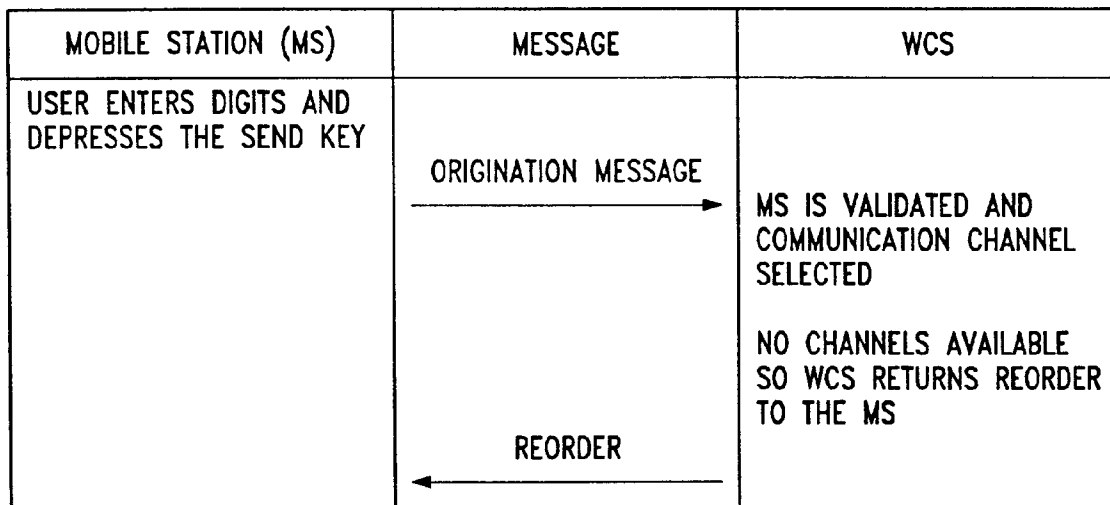 MOBILE STATION (MS)
MESSAGE
WCS
USER ENTERS DIGITS AND
DEPRESSES THE SEND KEY
ORIGINATION MESSAGE
MS IS VALIDATED AND
COMMUNICATION CHANNEL
SELECTED
NO CHANNELS AVAILABLE
SO WCS RETURNS REORDER
TO THE MS
REORDER